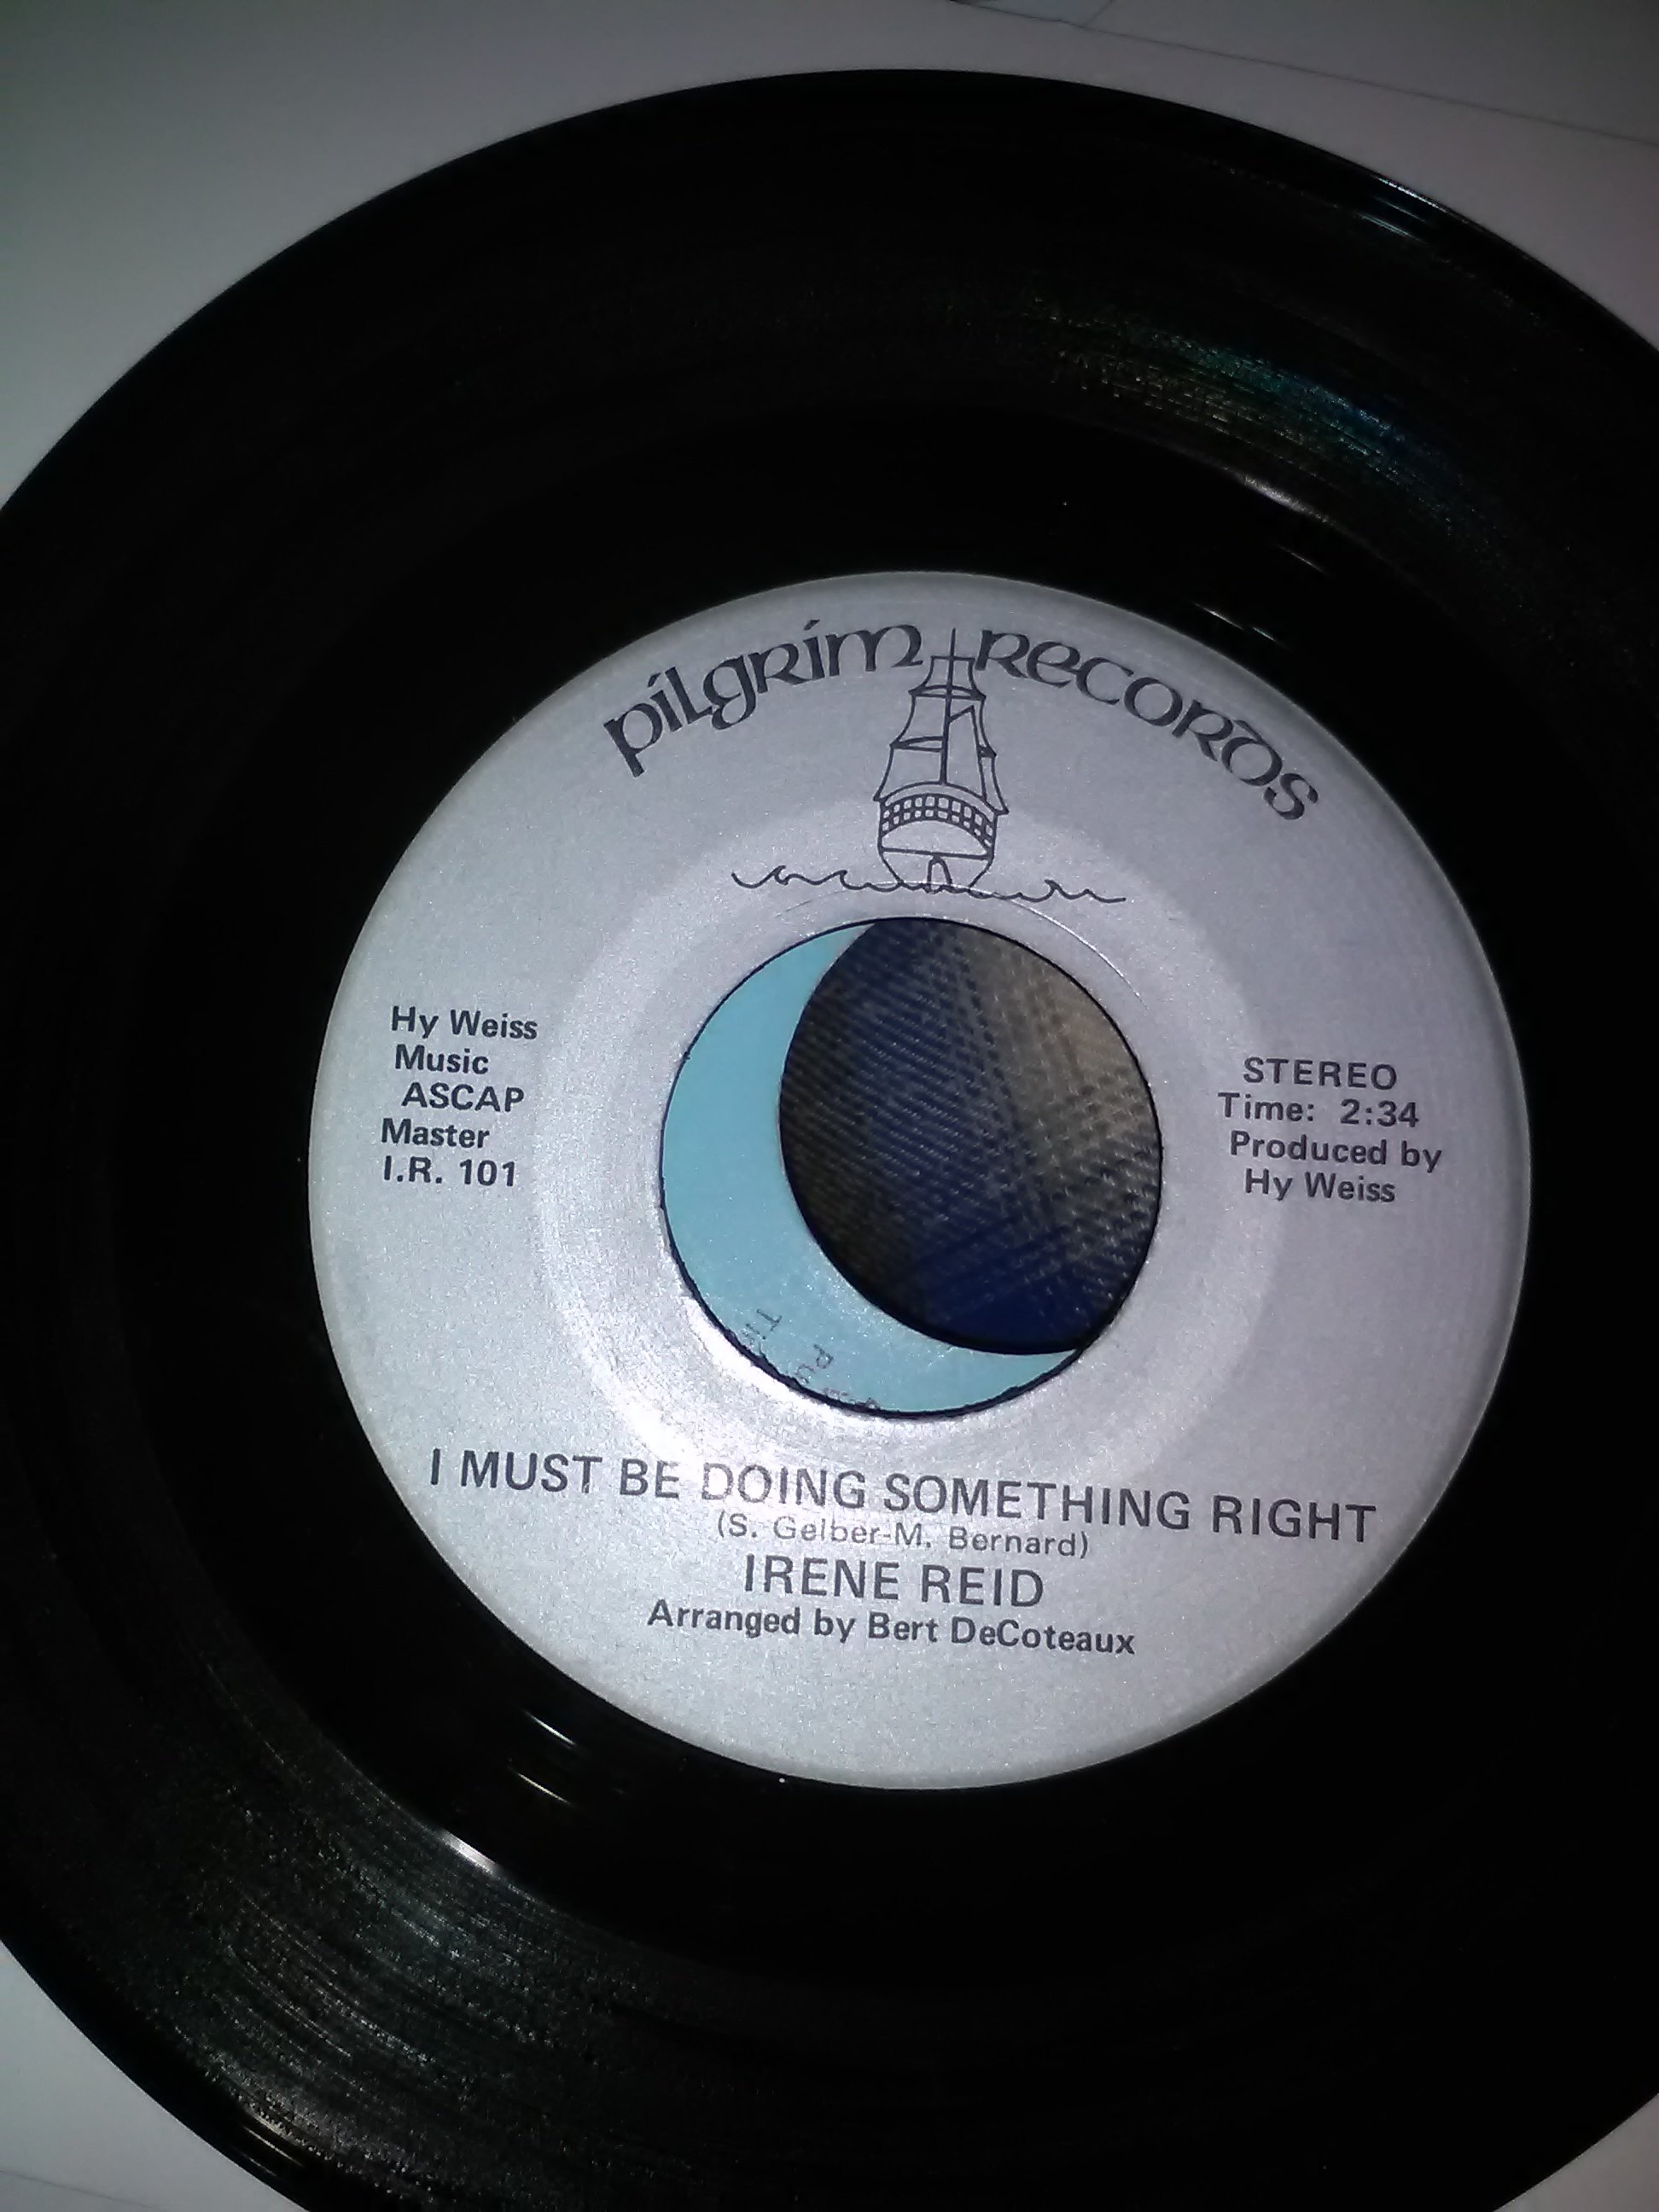 pilgrim records
Hy Weiss
Music
ASCAP
Master
I.R. 101
STEREO
Time: 2:34
Produced by
Hy Weiss
I MUST BE DOING SOMETHING RIGHT
(S. Gelber-M. Bernard)
IRENE REID
Arranged by Bert DeCoteaux